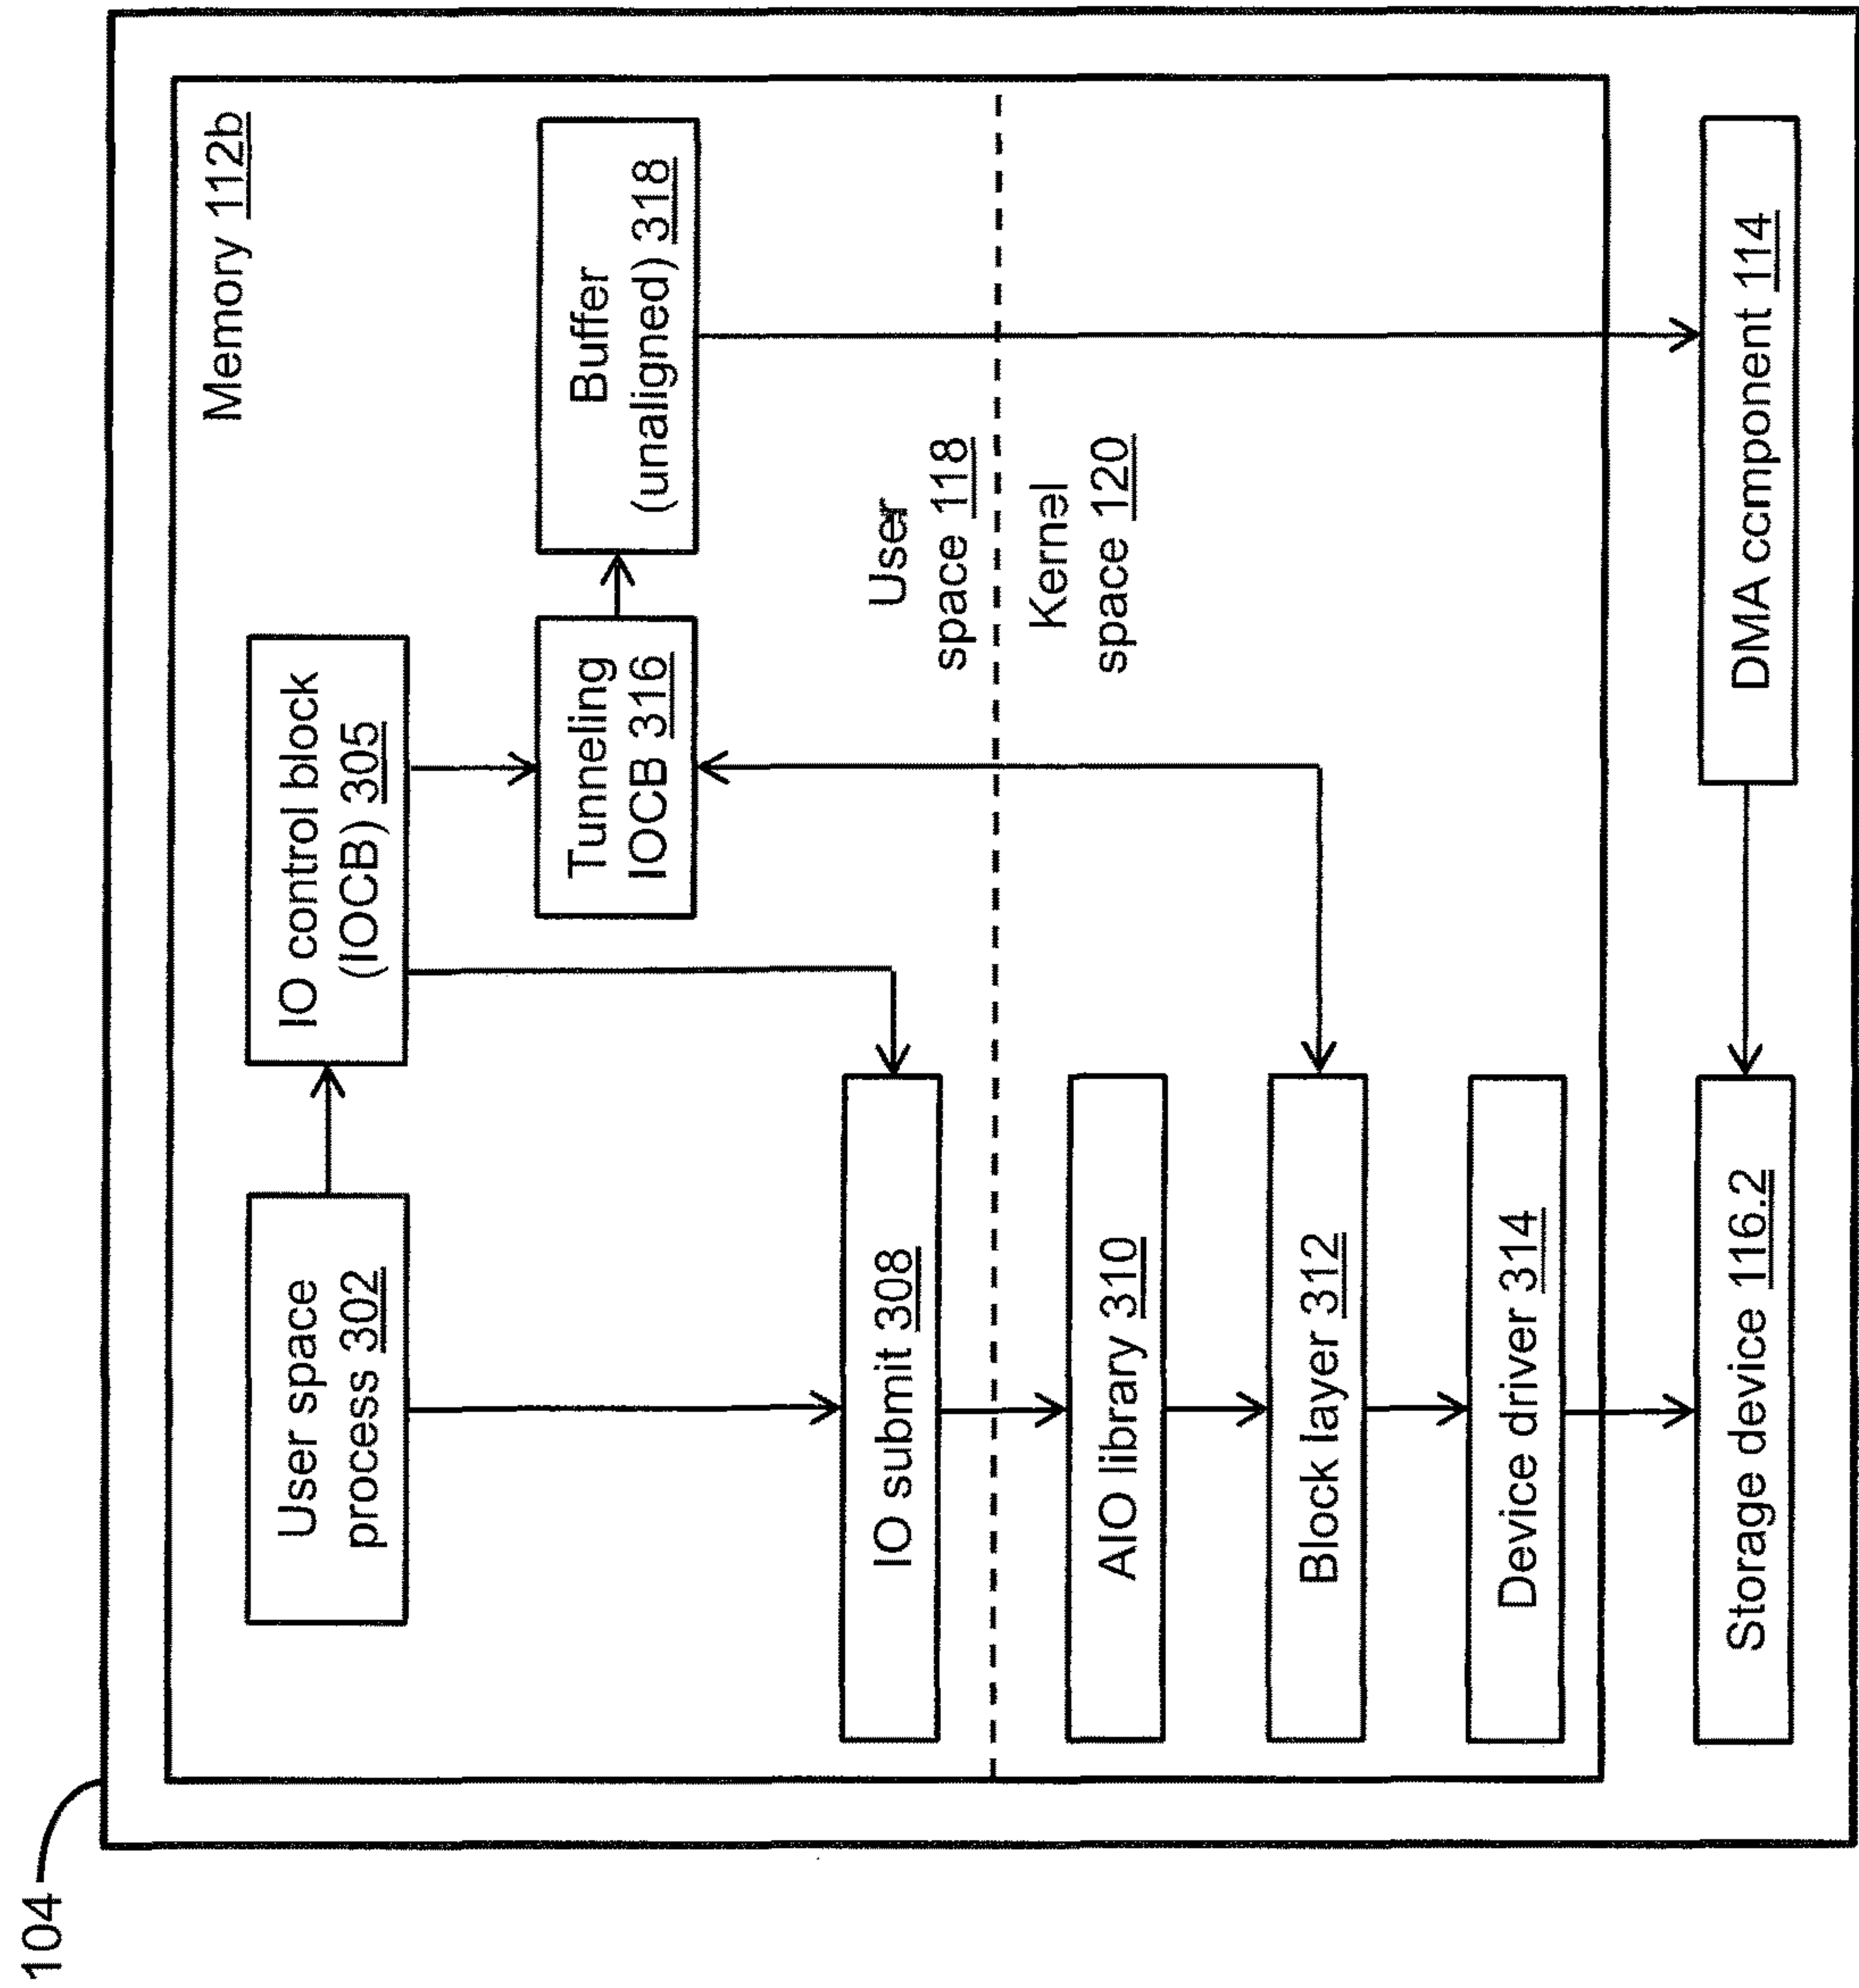 104
Memory 112b
User space
process 302
IO control block
(IOCB) 305
Tunneling
IOCB 316
Buffer
(unaligned) 318
IO submit 308
User
space 118
Kernel
space 120
AIO library 310
Block layer 312
Device driver 314
Storage device 116.2
DMA component 114